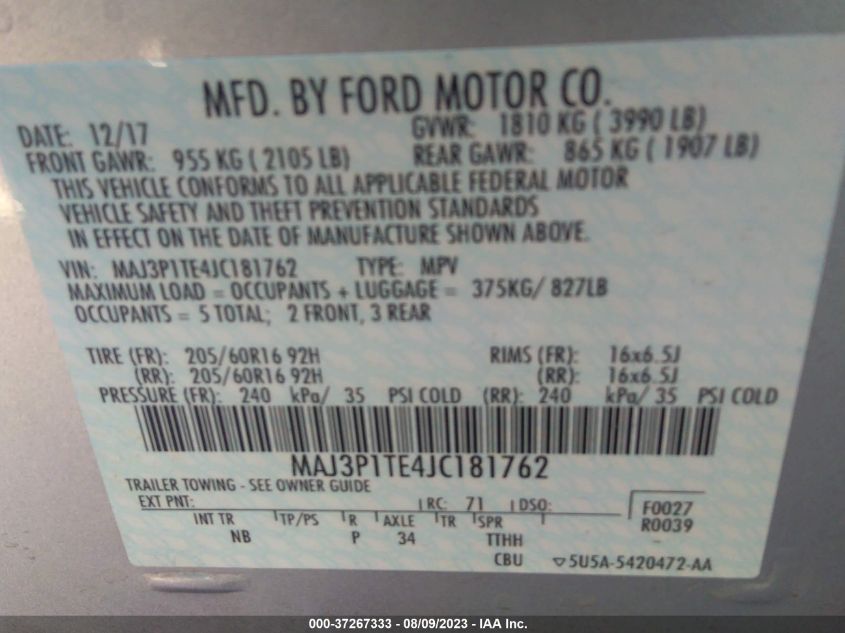 MFD. BY FORD MOTOR CO.
DATE: 12/17 GVWR: 1810 KG ( 3990 LB)
FRONT GAWR: 955 KG ( 2105 LB) REAR GAWR: 865 KG ( 1907 LB)
THIS VEHICLE CONFORMS TO ALL APPLICABLE FEDERAL MOTOR
VEHICLE SAFETY AND THEFT PREVENTION STANDARDS
IN EFFECT ON THE DATE OF MANUFACTURE SHOWN ABOVE.
VIN: MAJ3P1TE4JC181762 TYPE: MPV
MAXIMUM LOAD = OCCUPANTS + LUGGAGE = 375KG/ 827LB
OCCUPANTS = 5 TOTAL; 2 FRONT, 3 REAR
TIRE (FR): 205/60R16 92H RIMS (FR): 16x6.5J
(RR): 205/60R16 92H (RR): 16x6.5J
PRESSURE (FR): 240 kPa/ 35 PSI COLD (RR): 240 kPa/ 35 PSI COLD
MAJ3P1TE4JC181762
TRAILER TOWING - SEE OWNER GUIDE
EXT PNT: RC: 71 DSO: F0027
R0039
INT TR TP/PS R AXLE TR SPR
NB P 34 TTHH -
CBU ▽5U5A-5420472-AA
000-37267333 - 08/09/2023 - IAA Inc.